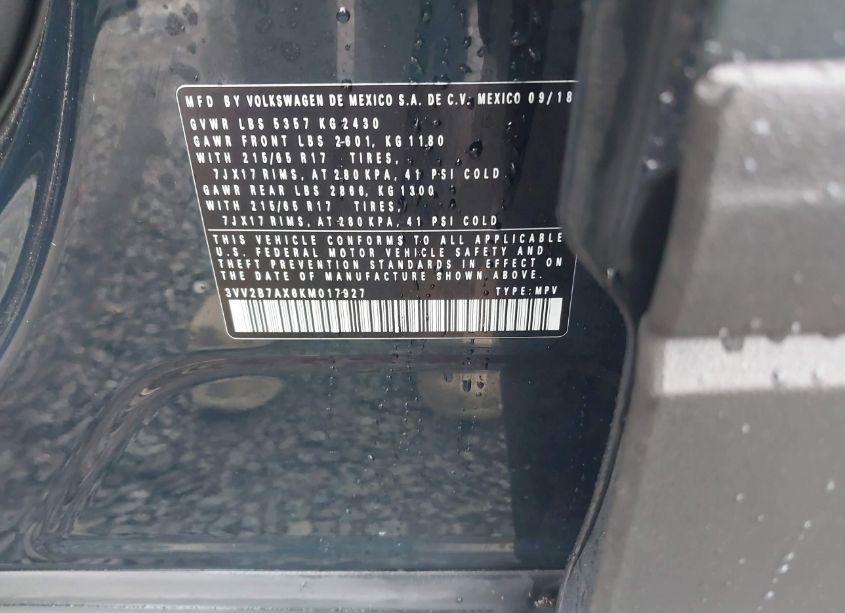 MFD BY VOLKSWAGEN DE MEXICO S.A. DE C.V. MEXICO 09/18
GVWR LBS 5357 KG 2430
GAWR FRONT LBS 2601, KG 1180
WITH 215/65 R17 TIRES,
7JX17 RIMS, AT 280 KPA, 41 PSI COLD
GAWR REAR LBS 2866, KG 1300
WITH 215/65 R17 TIRES,
7JX17 RIMS, AT 280 KPA, 41 PSI COLD
THIS VEHICLE CONFORMS TO ALL APPLICABLE
U.S. FEDERAL MOTOR VEHICLE SAFETY AND
THEFT PREVENTION STANDARDS IN EFFECT ON
THE DATE OF MANUFACTURE SHOWN ABOVE.
3VV2B7AX6KM017927 TYPE: MPV